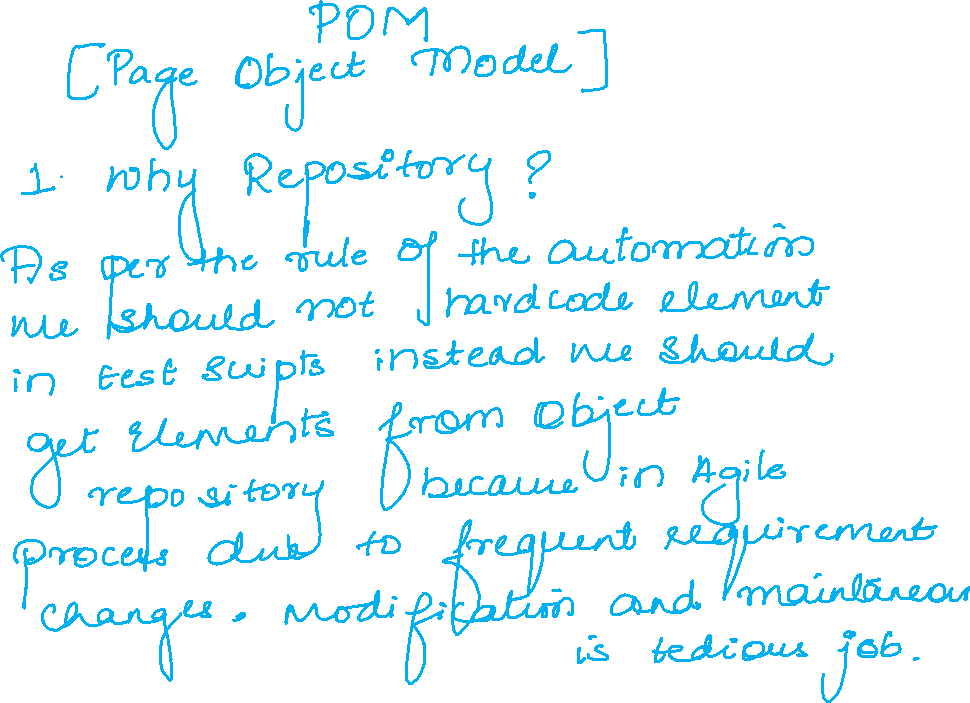 POM
[Page Object Model]
1. Why Repository ?
As per the rule of the automation
we should not hardcode element
in test scripts instead we should
get Elements from Object
repository because in Agile
process due to frequent requirement
changes. Modification and maintanean
is tedious job.